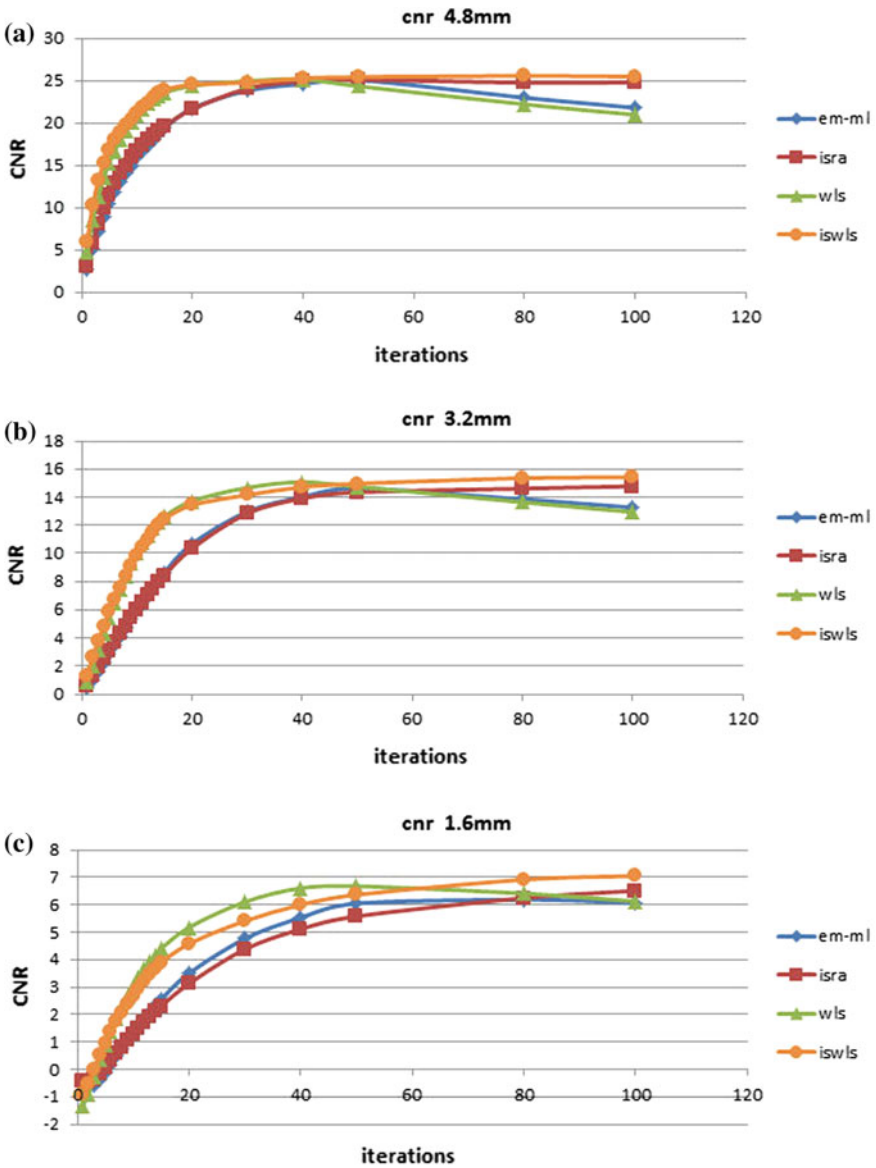 (a)
cnr 4.8mm
30
25
20
15
10
5
0
CNR
0 20 40 60 80 100 120
iterations
em-ml
isra
wls
iswls
(b)
cnr 3.2mm
18
16
14
12
10
8
6
4
2
0
CNR
0 20 40 60 80 100 120
iterations
em-ml
isra
wls
iswls
(c)
cnr 1.6mm
8
7
6
5
4
3
2
1
0
-1
-2
CNR
0 20 40 60 80 100 120
iterations
em-ml
isra
wls
iswls